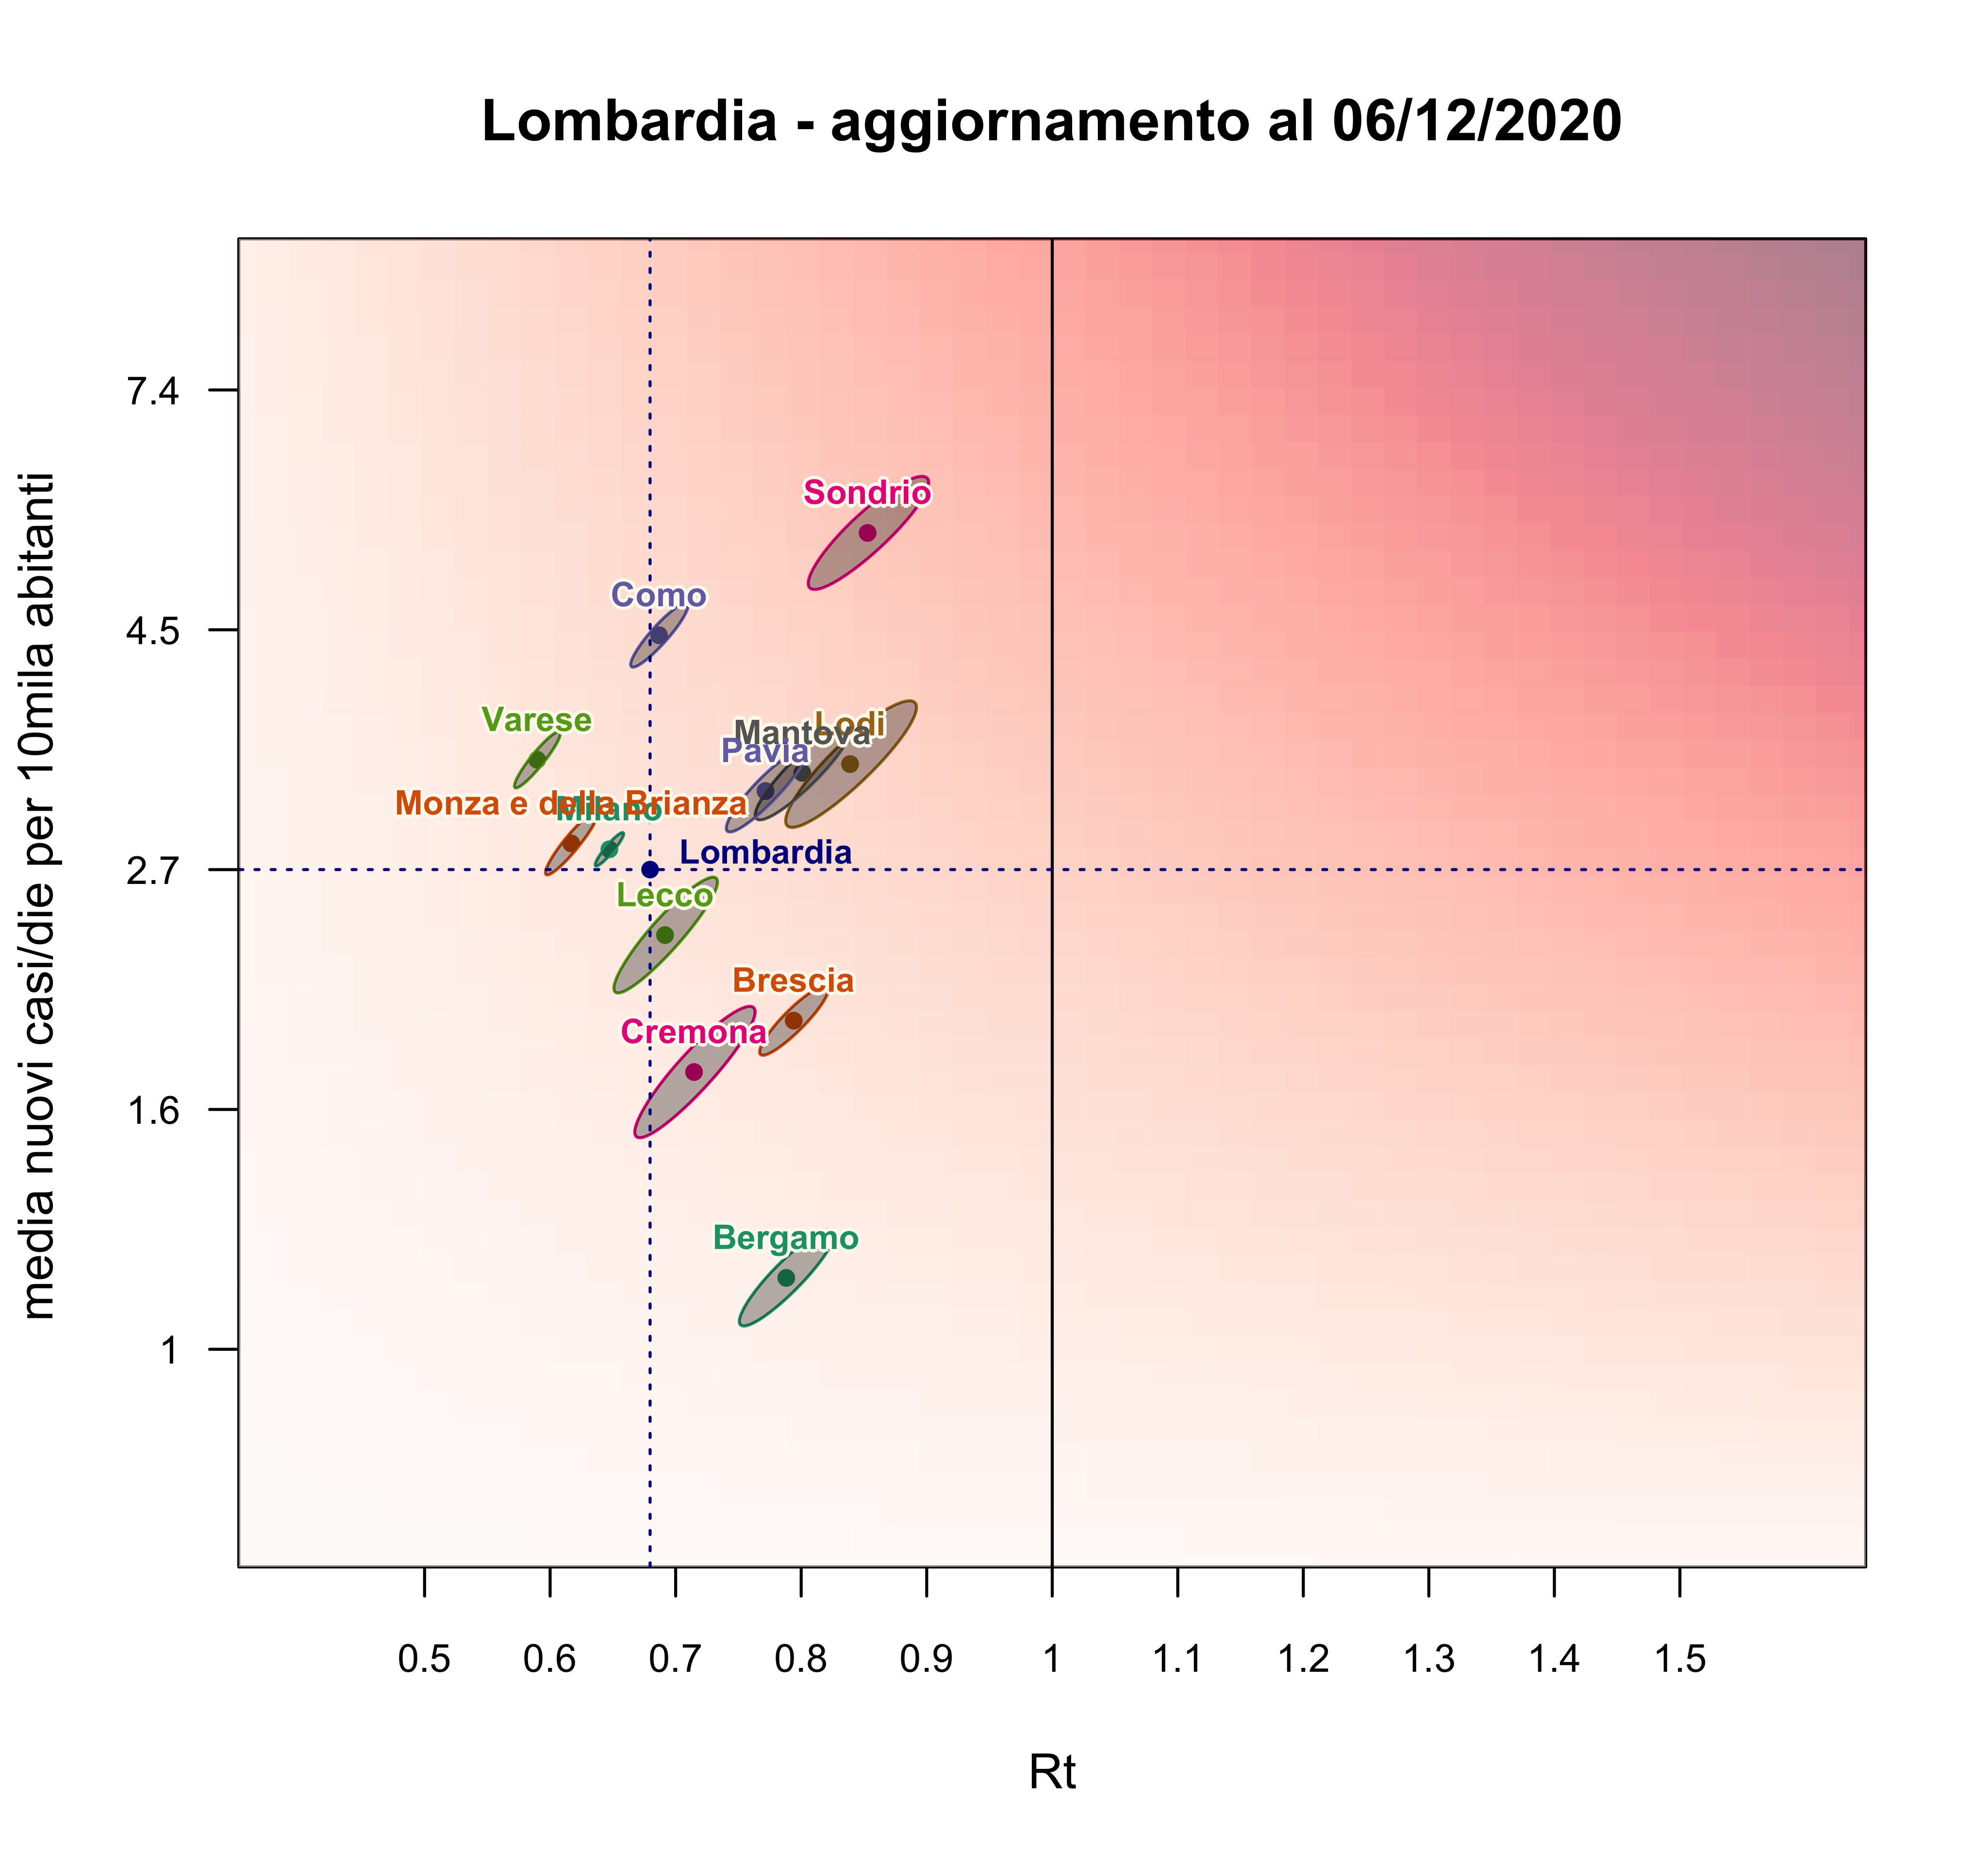 Lombardia - aggiornamento al 06/12/2020
media nuovi casi/die per 10mila abitanti
7.4
4.5
2.7
1.6
1
Sondrio
Como
Varese
Lodi
Mantova
Pavia
Monza e della Brianza
Milano
Lombardia
Lecco
Brescia
Cremona
Bergamo
0.5 0.6 0.7 0.8 0.9 1 1.1 1.2 1.3 1.4 1.5
Rt